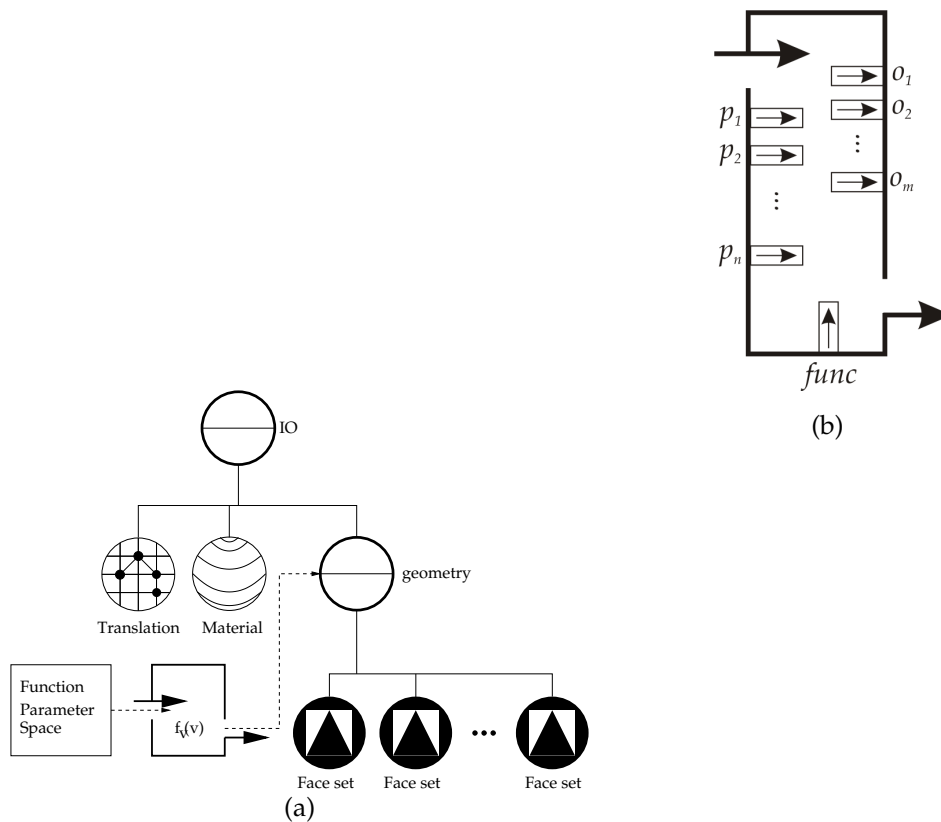 o1
p1
o2
p2
...
...
om
pn
func
(b)
IO
geometry
Translation
Material
Function
Parameter
Space
fv(v)
...
Face set
Face set
Face set
(a)